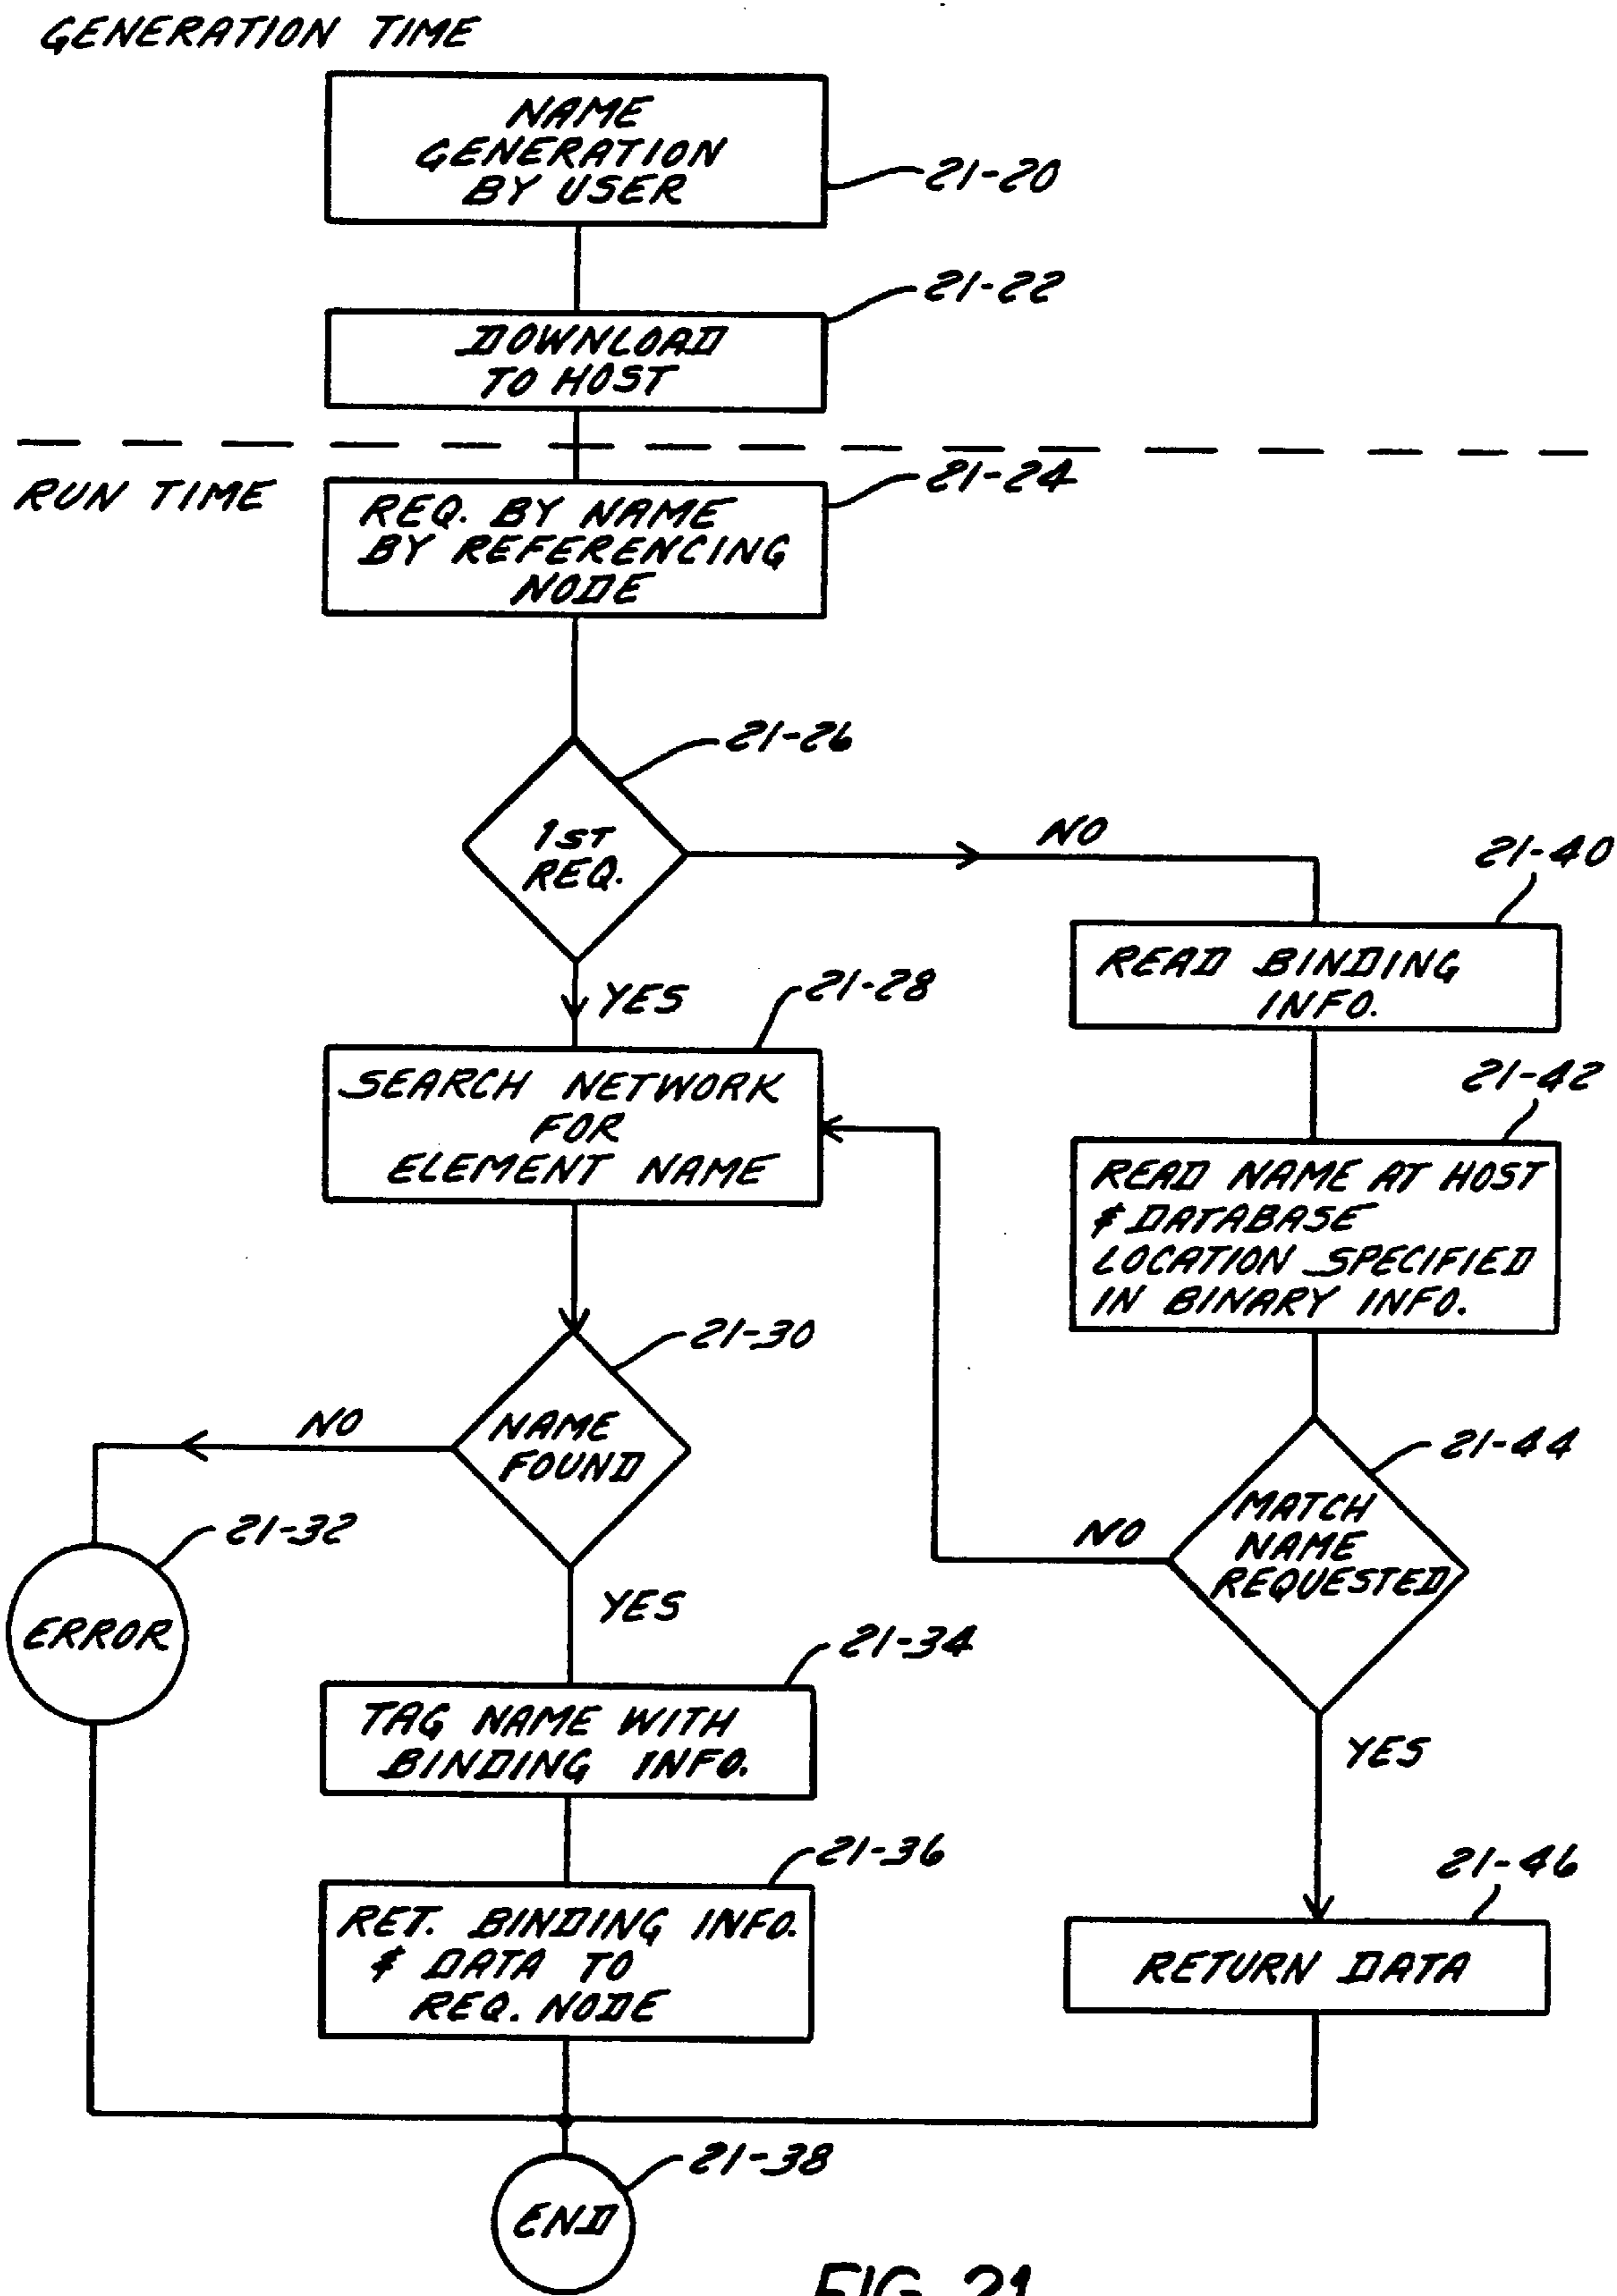 GENERATION TIME
NAME
GENERATION
BY USER
21-20
21-22
DOWNLOAD
TO HOST
RUN TIME
21-24
REQ. BY NAME
BY REFERENCING
NODE
21-26
1ST
REQ.
NO
21-40
READ BINDING
INFO.
YES
21-28
SEARCH NETWORK
FOR
ELEMENT NAME
21-42
READ NAME AT HOST
& DATABASE
LOCATION SPECIFIED
IN BINARY INFO.
21-30
NAME
FOUND
NO
21-32
ERROR
21-44
MATCH
NAME
REQUESTED
NO
YES
21-34
TAG NAME WITH
BINDING INFO.
YES
21-36
RET. BINDING INFO.
& DATA TO
REQ. NODE
21-46
RETURN DATA
21-38
END
FIG. 21